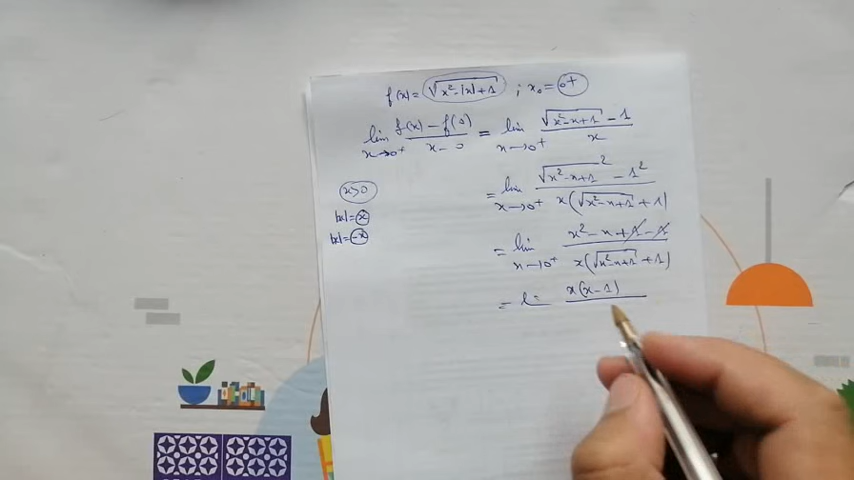 f(x) = √(x²-|x|+1) ; x₀ = 0⁺
lim x→0⁺ (f(x) - f(0))/(x - 0) = lim x→0⁺ (√(x²-x+1) - 1)/x
= lim x→0⁺ (√(x²-x+1)² - 1²)/(x(√(x²-x+1) + 1))
x>0
|x| = x
|x| = -x
= lim x→0⁺ (x² - x + 1 - 1)/(x(√(x²-x+1) + 1))
= li x(x-1)